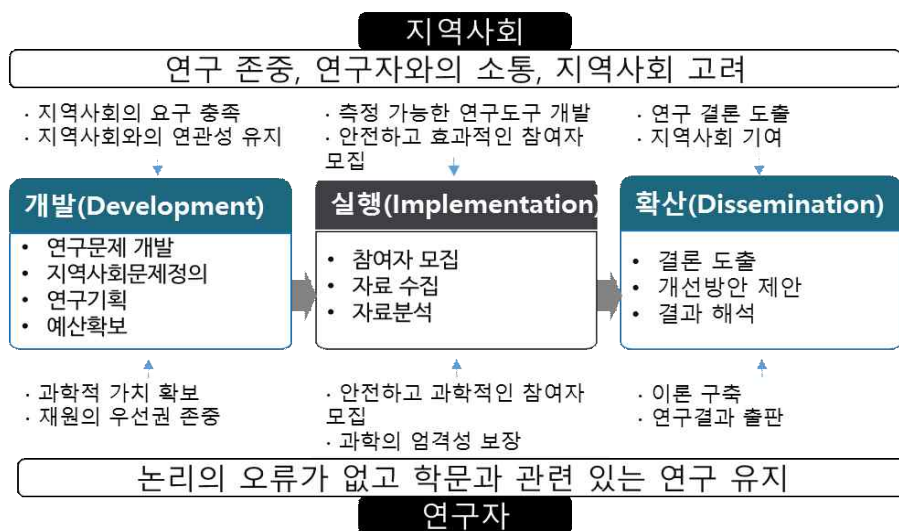 지역사회
연구 존중, 연구자와의 소통, 지역사회 고려
· 지역사회의 요구 충족
· 지역사회와의 연관성 유지
· 측정 가능한 연구도구 개발
· 안전하고 효과적인 참여자
모집
· 연구 결론 도출
· 지역사회 기여
개발(Development)
• 연구문제 개발
• 지역사회문제정의
• 연구기획
• 예산확보
실행(Implementation)
• 참여자 모집
• 자료 수집
• 자료분석
확산(Dissemination)
• 결론 도출
• 개선방안 제안
• 결과 해석
· 과학적 가치 확보
· 재원의 우선권 존중
· 안전하고 과학적인 참여자
모집
· 과학의 엄격성 보장
· 이론 구축
· 연구결과 출판
논리의 오류가 없고 학문과 관련 있는 연구 유지
연구자